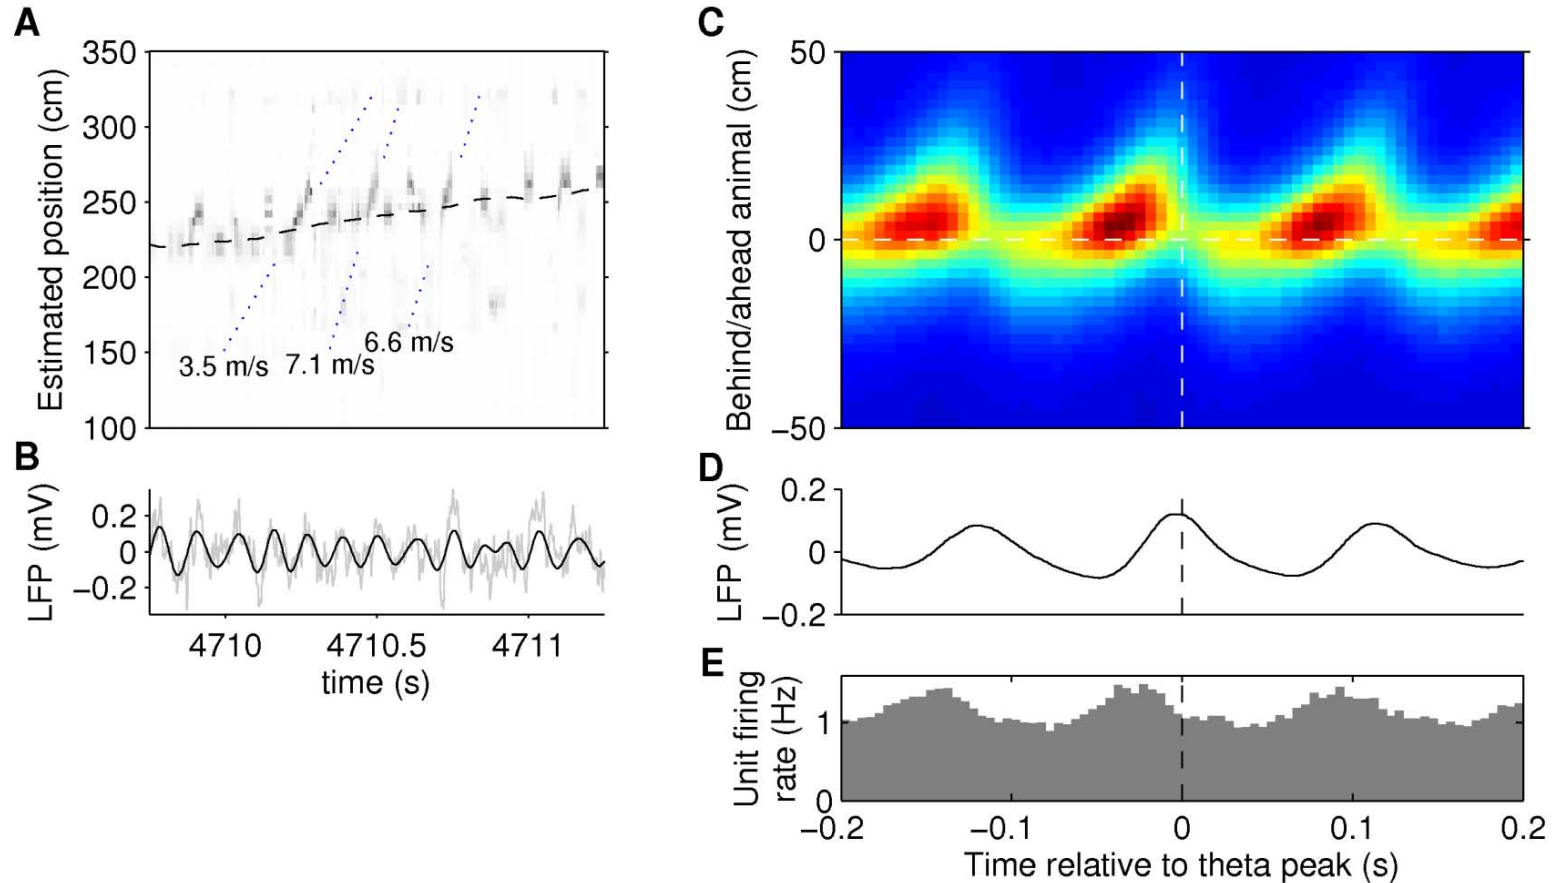 A
Estimated position (cm)
350
300
250
200
150
100
3.5 m/s
7.1 m/s
6.6 m/s
B
LFP (mV)
0.2
0
−0.2
4710
4710.5
4711
time (s)
C
Behind/ahead animal (cm)
50
0
−50
D
LFP (mV)
0.2
0
−0.2
E
Unit firing
rate (Hz)
1
0
−0.2
−0.1
0
0.1
0.2
Time relative to theta peak (s)